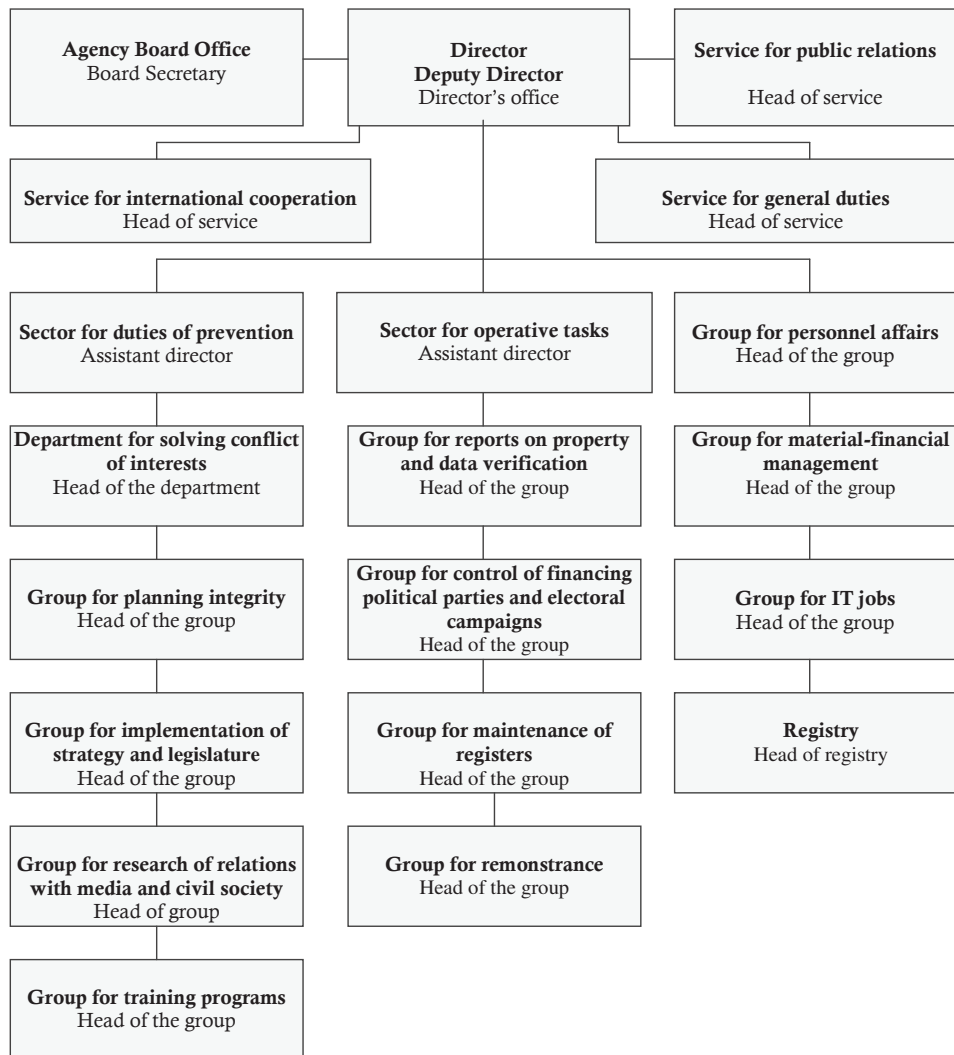 Agency Board Office
Board Secretary
Director
Deputy Director
Director's office
Service for public relations
Head of service
Service for international cooperation
Head of service
Service for general duties
Head of service
Sector for duties of prevention
Assistant director
Sector for operative tasks
Assistant director
Group for personnel affairs
Head of the group
Department for solving conflict
of interests
Head of the department
Group for reports on property
and data verification
Head of the group
Group for material-financial
management
Head of the group
Group for planning integrity
Head of the group
Group for control of financing
political parties and electoral
campaigns
Head of the group
Group for IT jobs
Head of the group
Group for implementation of
strategy and legislature
Head of the group
Group for maintenance of
registers
Head of the group
Registry
Head of registry
Group for research of relations
with media and civil society
Head of group
Group for remonstrance
Head of the group
Group for training programs
Head of the group